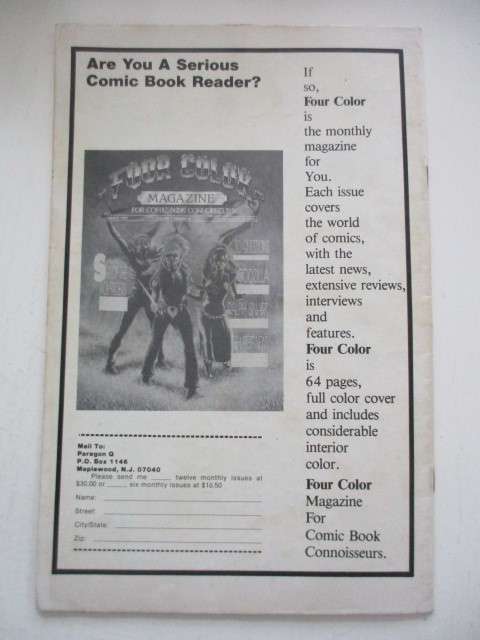 Are You A Serious
Comic Book Reader?
FOUR COLOR
MAGAZINE
FOR COMIC BOOK CONNOISSEURS
Mail To:
Paragon Q
P.O. Box 1146
Maplewood, N.J. 07040
Please send me ____ twelve monthly issues at
$30.00 or ____ six monthly issues at $16.50
Name:
Street:
City/State:
Zip:
If
so,
Four Color
is
the monthly
magazine
for
You.
Each issue
covers
the world
of comics,
with the
latest news,
extensive reviews,
interviews
and
features.
Four Color
is
64 pages,
full color cover
and includes
considerable
interior
color.
Four Color
Magazine
For
Comic Book
Connoisseurs.